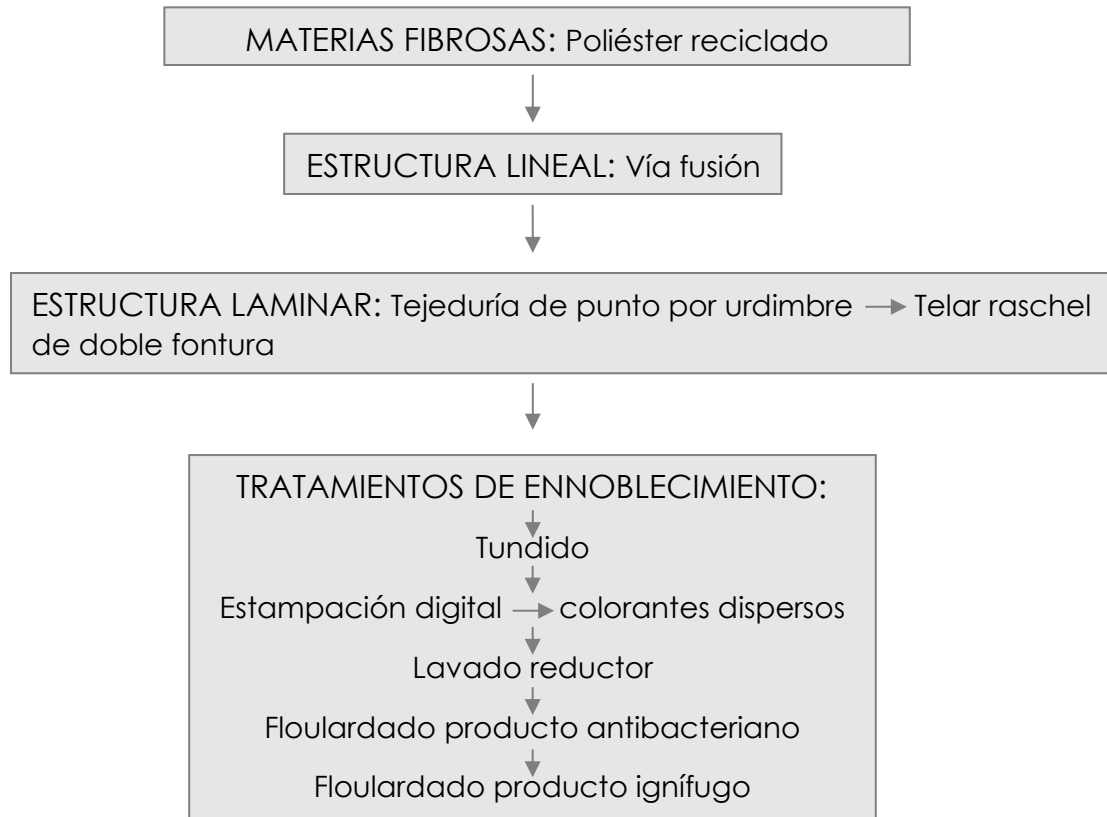 MATERIAS FIBROSAS: Poliéster reciclado
ESTRUCTURA LINEAL: Vía fusión
ESTRUCTURA LAMINAR: Tejeduría de punto por urdimbre → Telar raschel
de doble fontura
TRATAMIENTOS DE ENNOBLECIMIENTO:
Tundido
Estampación digital → colorantes dispersos
Lavado reductor
Floulardado producto antibacteriano
Floulardado producto ignífugo